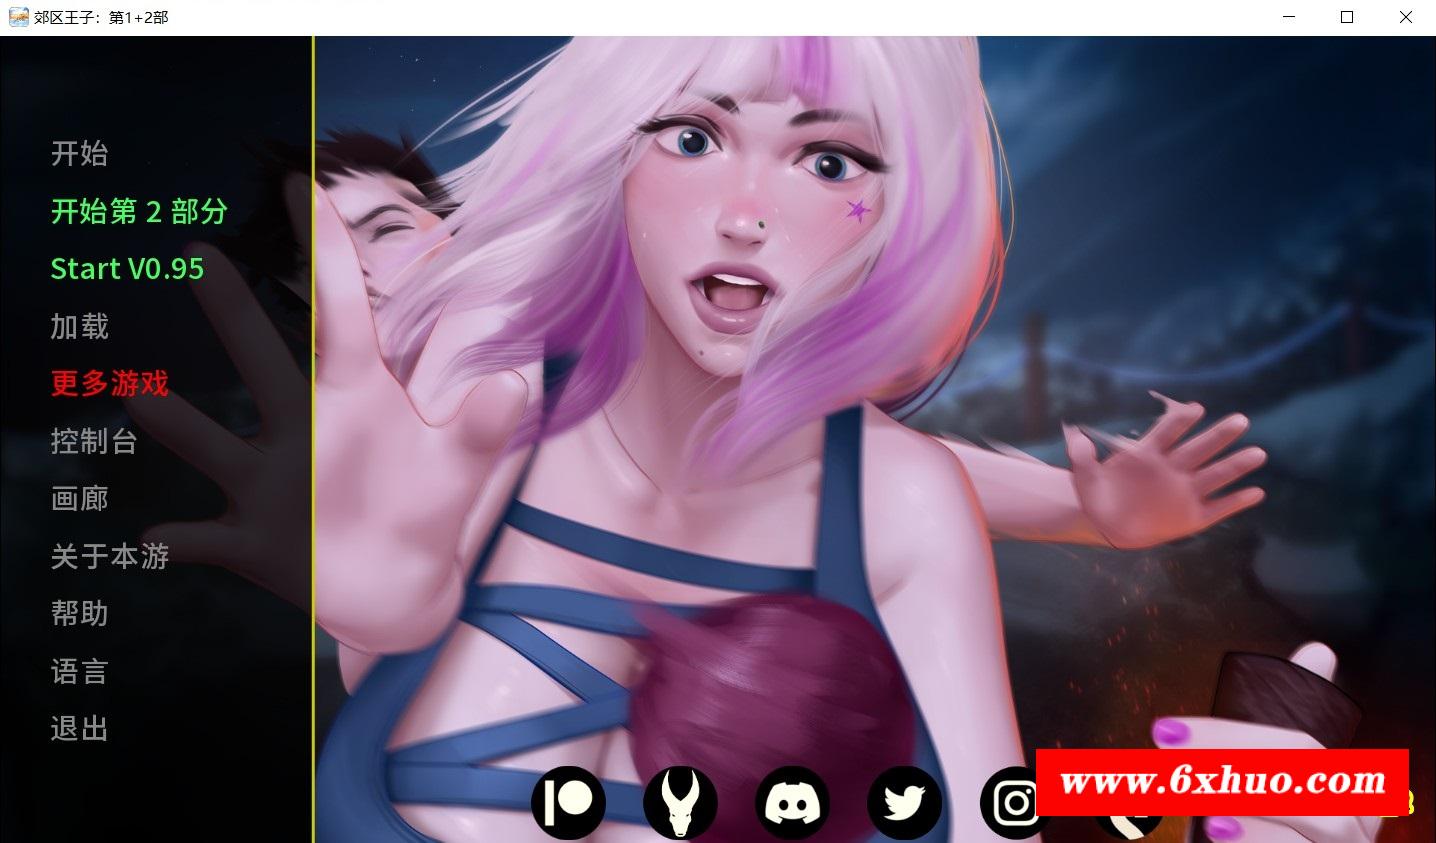 郊区王子：第1+2部
开始
开始第 2 部分
Start V0.95
加载
更多游戏
控制台
画廊
关于本游
帮助
语言
退出
www.6xhuo.com